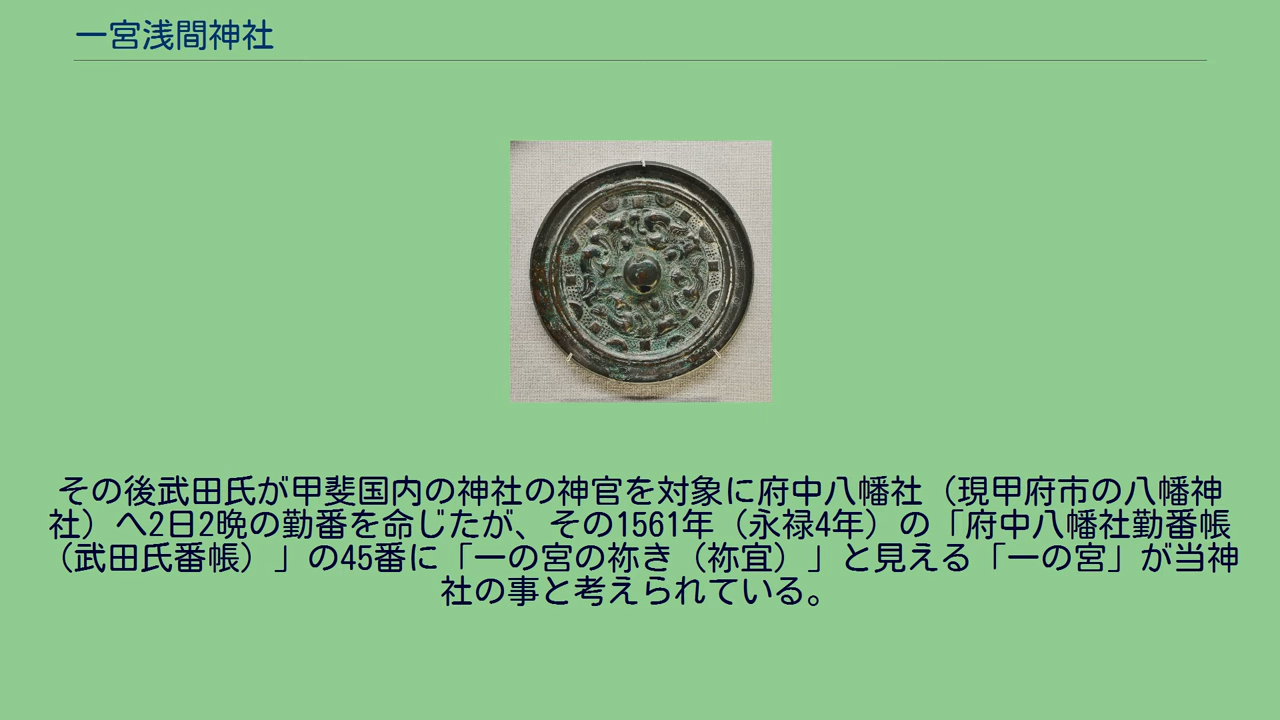 一宮浅間神社
その後武田氏が甲斐国内の神社の神官を対象に府中八幡社（現甲府市の八幡神
社）へ2日2晩の勤番を命じたが、その1561年（永禄4年）の「府中八幡社勤番帳
（武田氏番帳）」の45番に「一の宮の祢き（祢宜）」と見える「一の宮」が当神
社の事と考えられている。